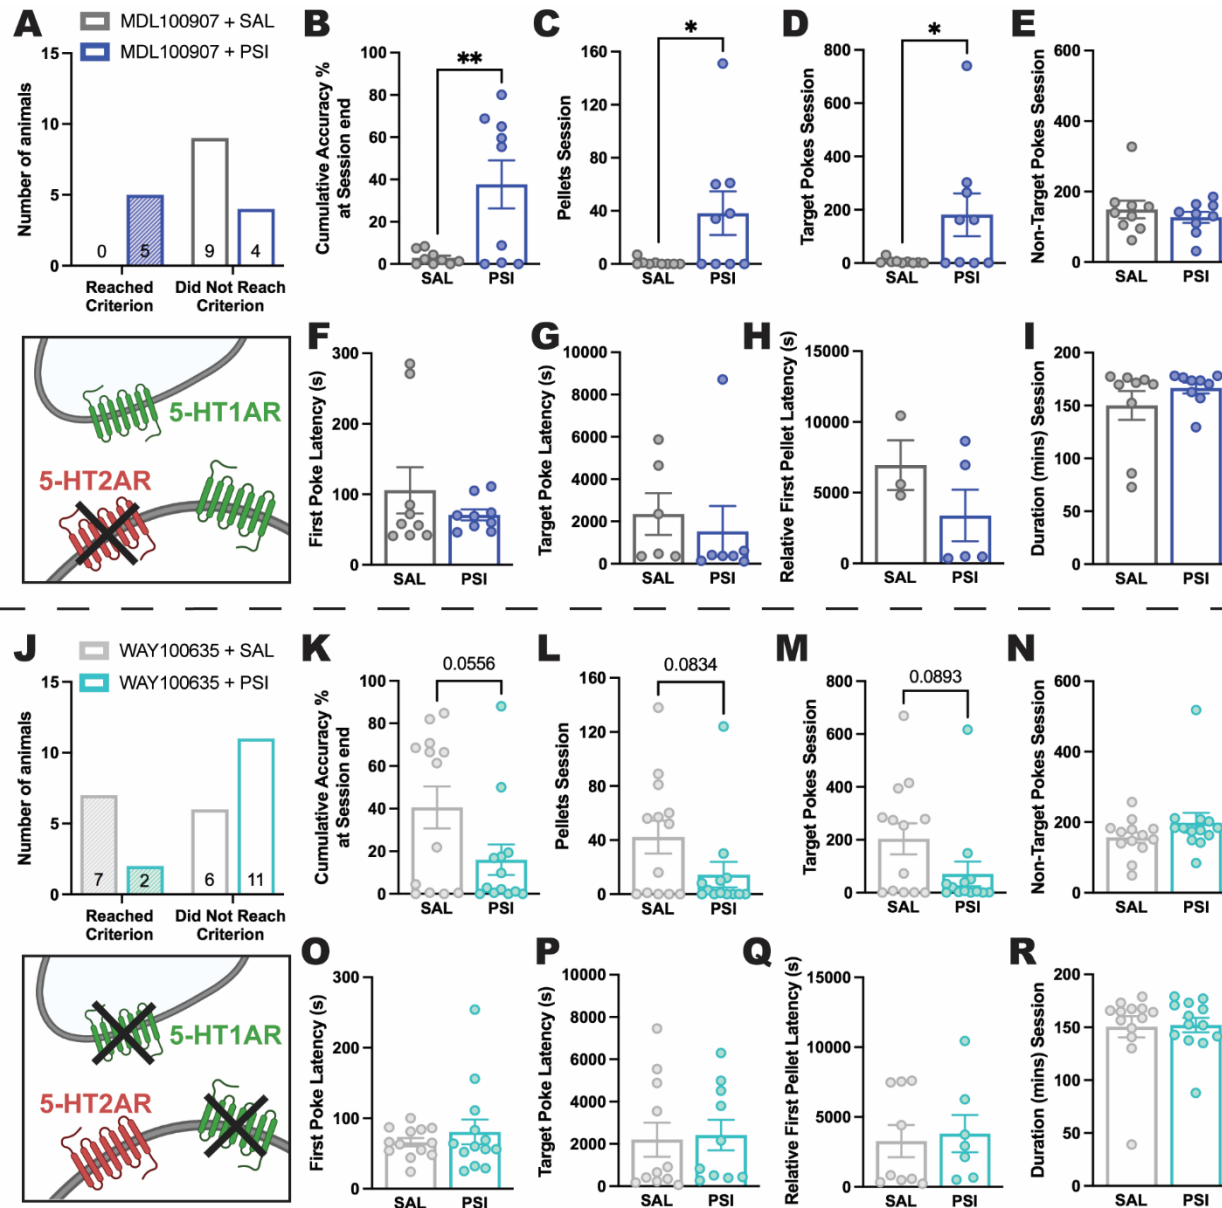 A
MDL100907 + SAL
MDL100907 + PSI
Number of animals
15
10
5
0
0
5
9
4
Reached Criterion
Did Not Reach Criterion
B
Cumulative Accuracy %
at Session end
100
80
60
40
20
0
**
SAL
PSI
C
Pellets Session
160
120
80
40
0
*
SAL
PSI
D
Target Pokes Session
800
600
400
200
0
*
SAL
PSI
E
Non-Target Pokes Session
600
400
200
0
SAL
PSI
5-HT1AR
5-HT2AR
F
First Poke Latency (s)
300
200
100
0
SAL
PSI
G
Target Poke Latency (s)
10000
8000
6000
4000
2000
0
SAL
PSI
H
Relative First Pellet Latency (s)
15000
10000
5000
0
SAL
PSI
I
Duration (mins) Session
200
150
100
50
0
SAL
PSI
J
WAY100635 + SAL
WAY100635 + PSI
Number of animals
15
10
5
0
7
2
6
11
Reached Criterion
Did Not Reach Criterion
K
Cumulative Accuracy %
at Session end
100
80
60
40
20
0
0.0556
SAL
PSI
L
Pellets Session
160
120
80
40
0
0.0834
SAL
PSI
M
Target Pokes Session
800
600
400
200
0
0.0893
SAL
PSI
N
Non-Target Pokes Session
600
400
200
0
SAL
PSI
5-HT1AR
5-HT2AR
O
First Poke Latency (s)
300
200
100
0
SAL
PSI
P
Target Poke Latency (s)
10000
8000
6000
4000
2000
0
SAL
PSI
Q
Relative First Pellet Latency (s)
15000
10000
5000
0
SAL
PSI
R
Duration (mins) Session
200
150
100
50
0
SAL
PSI